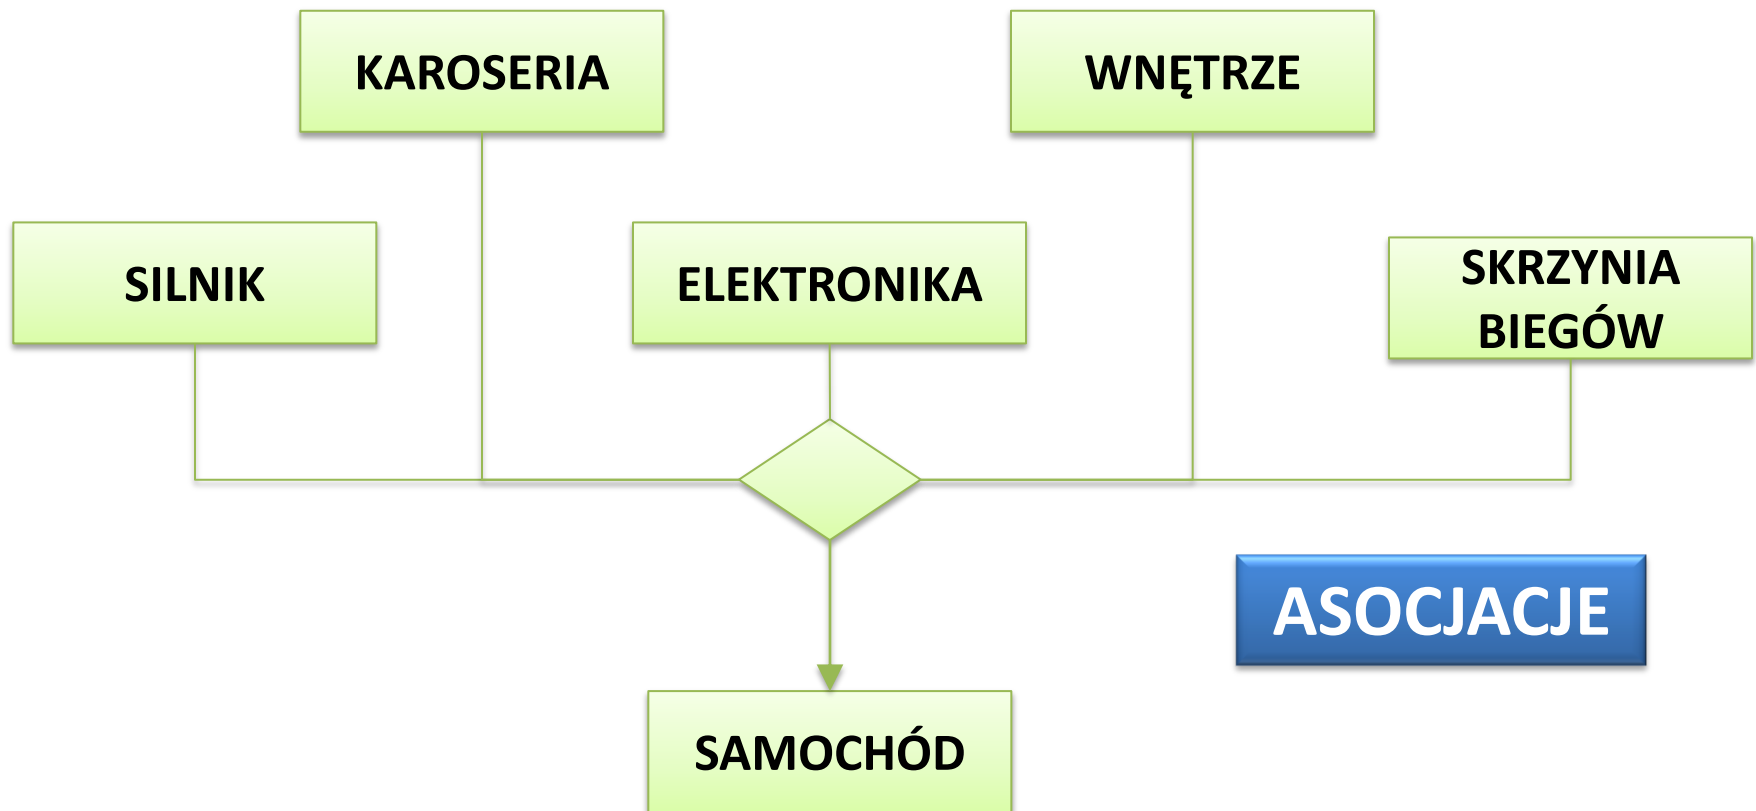 KAROSERIA
WNĘTRZE
SILNIK
ELEKTRONIKA
SKRZYNIA
BIEGÓW
ASOCJACJE
SAMOCHÓD